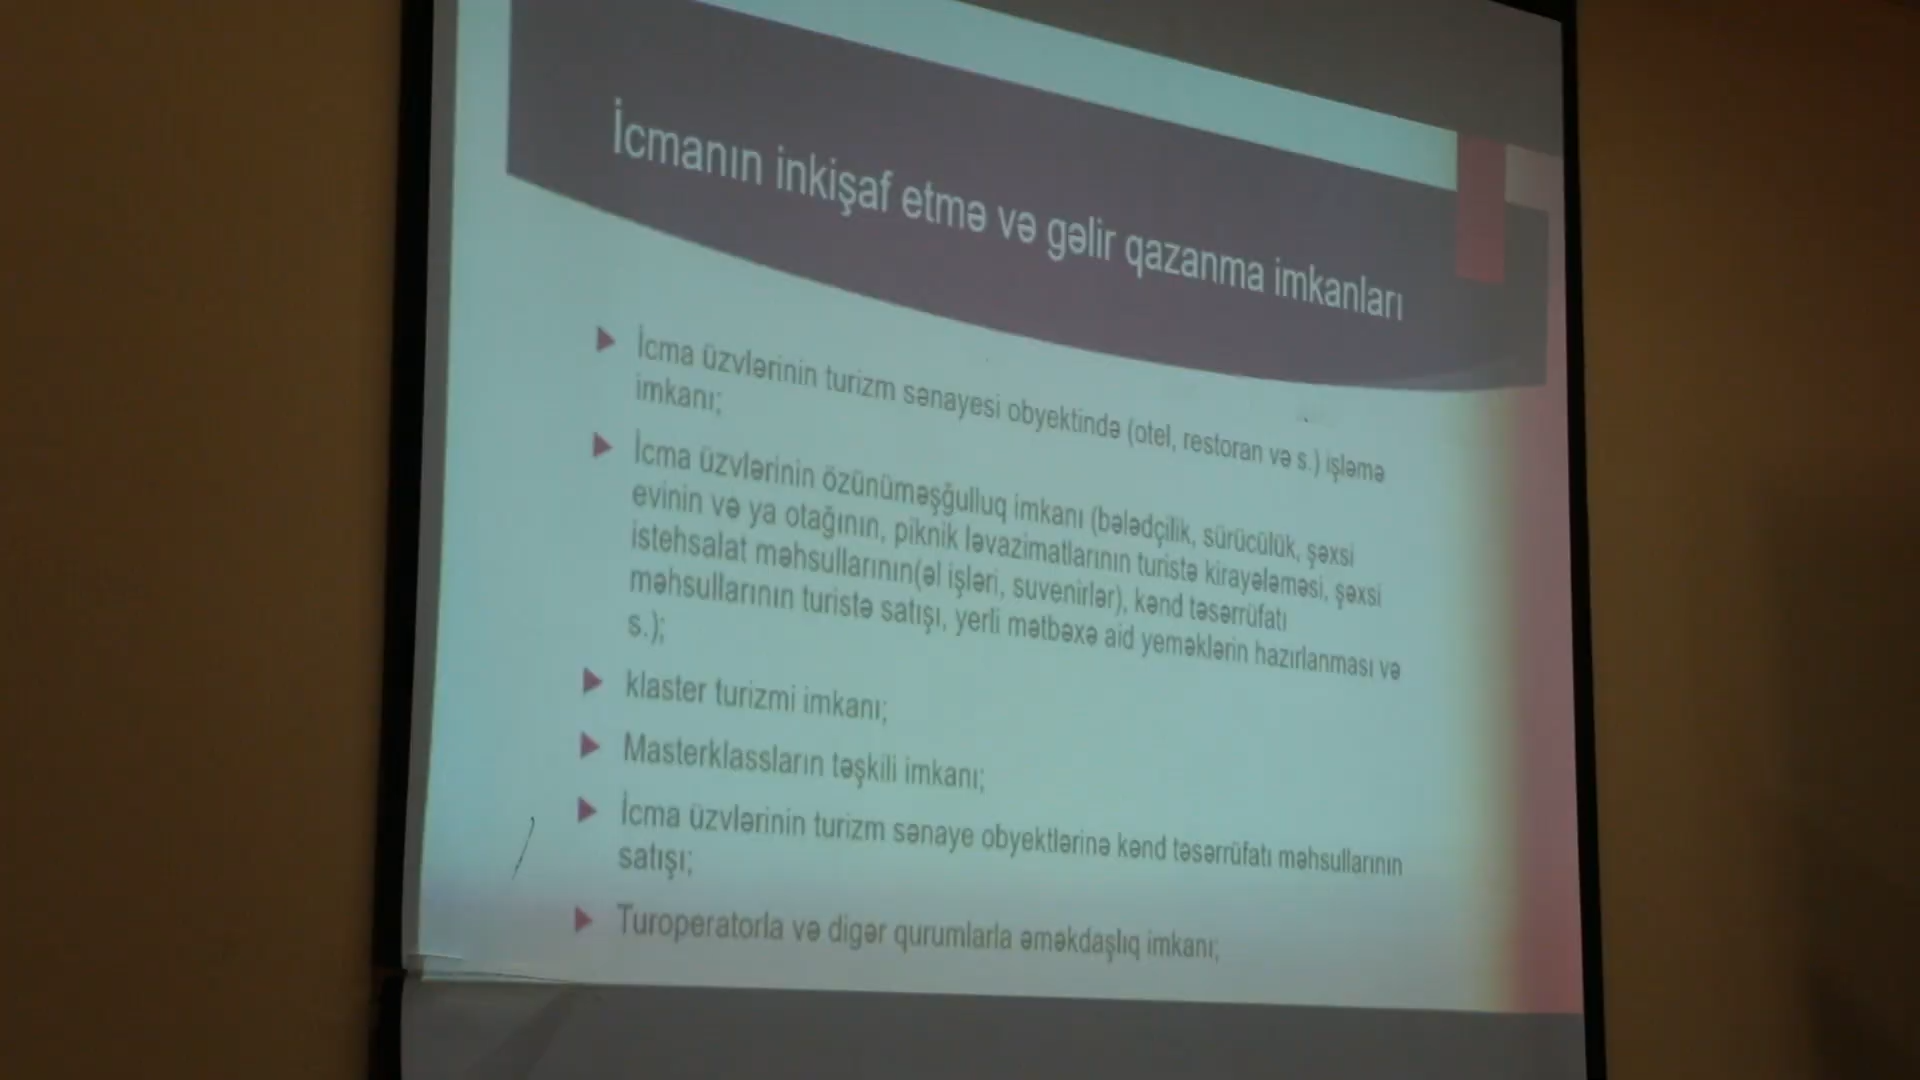 İcmanın inkişaf etmə və gəlir qazanma imkanları
İcma üzvlərinin turizm sənayesi obyektində (otel, restoran və s.) işləmə
imkanı;
İcma üzvlərinin özünüməşğulluq imkanı (bələdçilik, sürücülük, şəxsi
evinin və ya otağının, piknik ləvazimatlarının turistə kirayələməsi, şəxsi
istehsalat məhsullarının(əl işləri, suvenirlər), kənd təsərrüfatı
məhsullarının turistə satışı, yerli mətbəxə aid yeməklərin hazırlanması və
s.);
klaster turizmi imkanı;
Masterklassların təşkili imkanı;
İcma üzvlərinin turizm sənaye obyektlərinə kənd təsərrüfatı məhsullarının
satışı;
Turoperatorla və digər qurumlarla əməkdaşlıq imkanı;